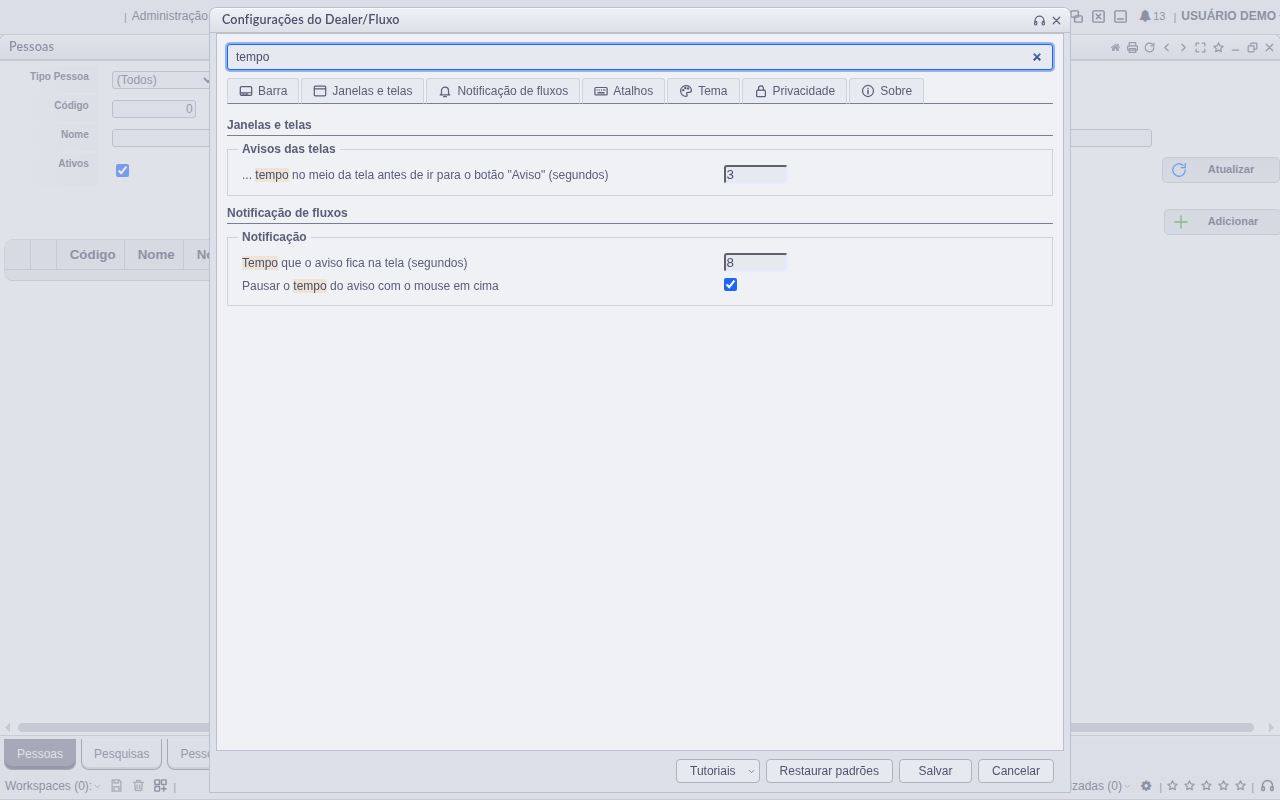 | Administração
Configurações do Dealer/Fluxo
13 | USUÁRIO DEMO
Pessoas
tempo
Tipo Pessoa (Todos)
Código 0
Nome
Ativos
Barra Janelas e telas Notificação de fluxos Atalhos Tema Privacidade Sobre
Janelas e telas
Avisos das telas
... tempo no meio da tela antes de ir para o botão "Aviso" (segundos) 3
Notificação de fluxos
Notificação
Tempo que o aviso fica na tela (segundos) 8
Pausar o tempo do aviso com o mouse em cima
Atualizar
Adicionar
Código Nome
Pessoas Pesquisas
Tutoriais Restaurar padrões Salvar Cancelar
Workspaces (0): | zadas (0) | |